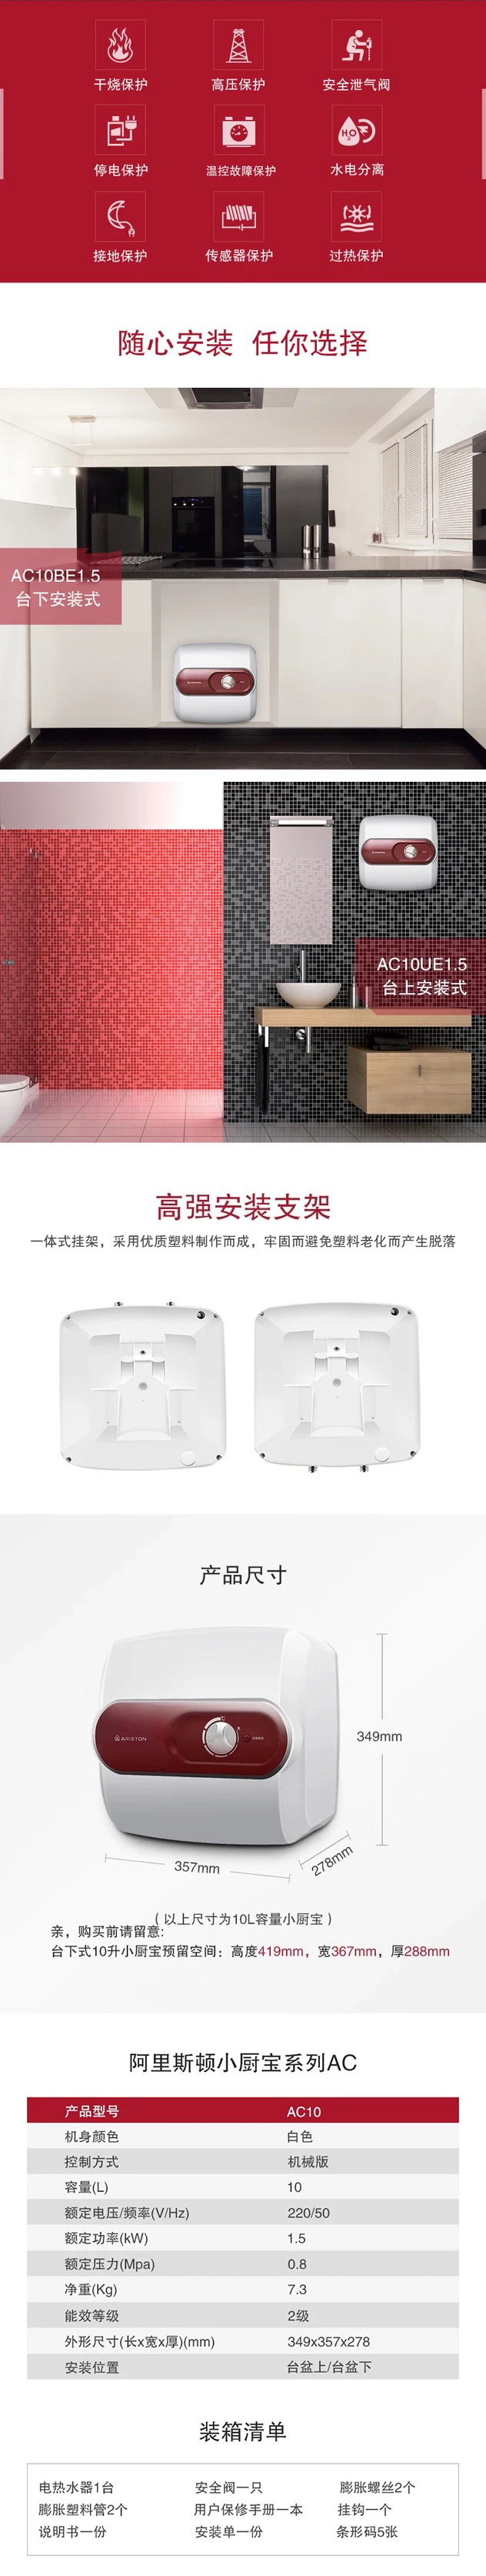 干烧保护 高压保护 安全泄气阀
停电保护 温控故障保护 水电分离
H₂O
接地保护 传感器保护 过热保护
随心安装 任你选择
AC10BE1.5
台下安装式
AC10UE1.5
台上安装式
高强安装支架
一体式挂架，采用优质塑料制作而成，牢固而避免塑料老化而产生脱落
产品尺寸
ARISTON
349mm
357mm
278mm
（以上尺寸为10L容量小厨宝）
亲，购买前请留意:
台下式10升小厨宝预留空间：高度419mm，宽367mm，厚288mm
阿里斯顿小厨宝系列AC
产品型号 AC10
机身颜色 白色
控制方式 机械版
容量(L) 10
额定电压/频率(V/Hz) 220/50
额定功率(kW) 1.5
额定压力(Mpa) 0.8
净重(Kg) 7.3
能效等级 2级
外形尺寸(长x宽x厚)(mm) 349x357x278
安装位置 台盆上/台盆下
装箱清单
电热水器1台 安全阀一只 膨胀螺丝2个
膨胀塑料管2个 用户保修手册一本 挂钩一个
说明书一份 安装单一份 条形码5张